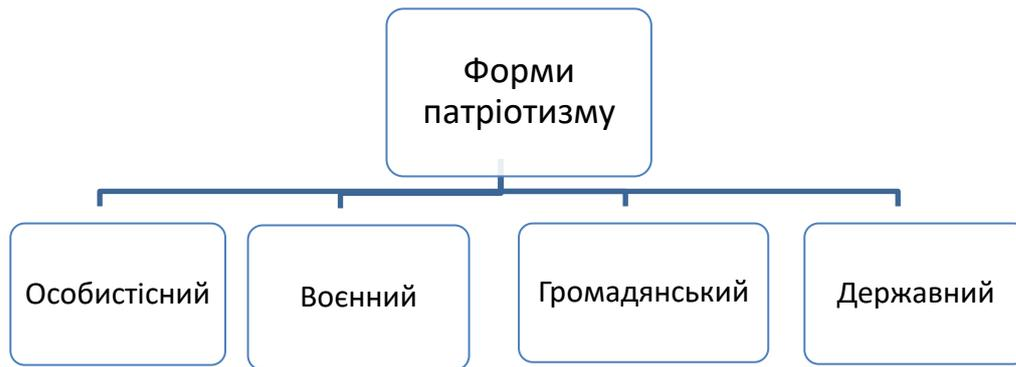 Форми
патріотизму
Особистісний
Воєнний
Громадянський
Державний